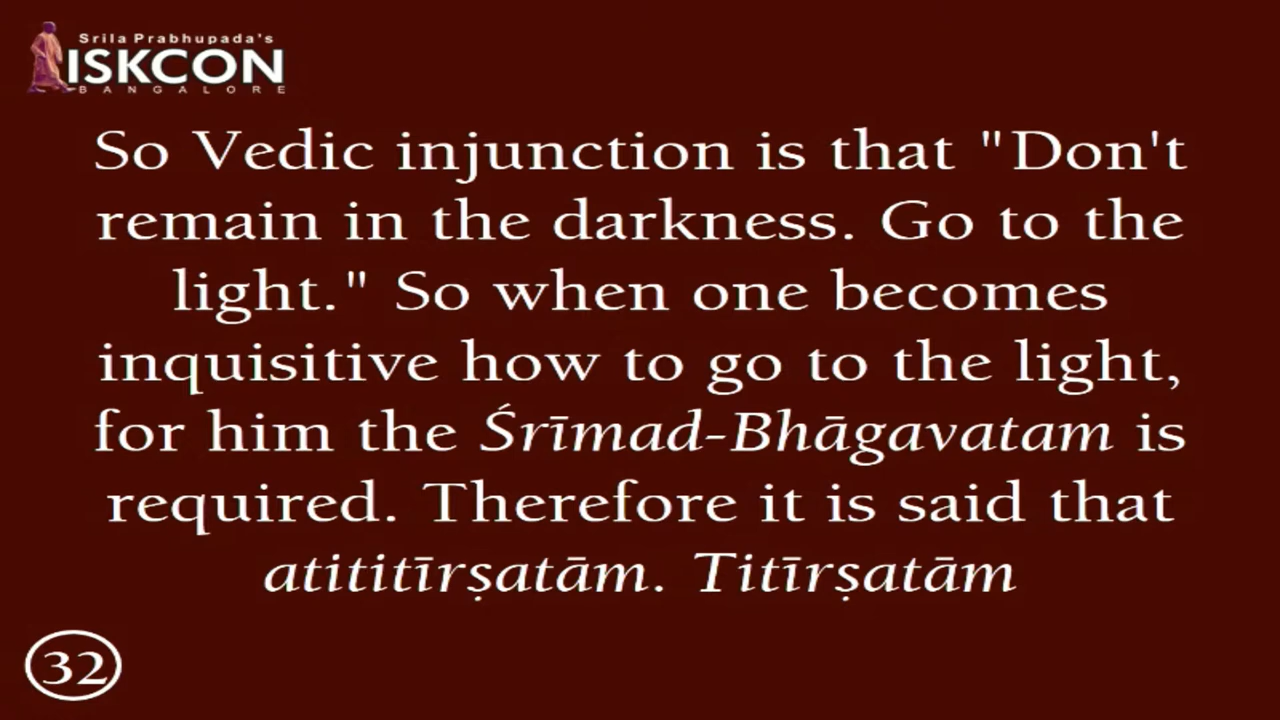 Srila Prabhupada's
ISKCON
BANGALORE
So Vedic injunction is that "Don't
remain in the darkness. Go to the
light." So when one becomes
inquisitive how to go to the light,
for him the Śrīmad-Bhāgavatam is
required. Therefore it is said that
atititīrṣatām. Titīrṣatām
32